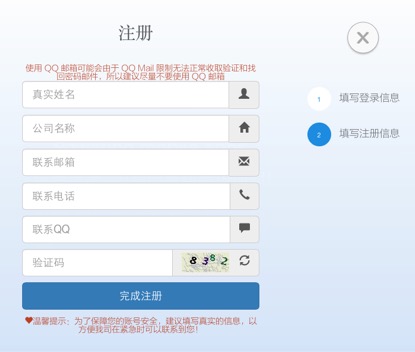 注册
使用 QQ 邮箱可能会由于 QQ Mail 限制无法正常收取验证和找
回密码邮件，所以建议尽量不要使用 QQ 邮箱
真实姓名
公司名称
联系邮箱
联系电话
联系QQ
验证码
8382
完成注册
温馨提示：为了保障您的账号安全，建议填写真实的信息，以
方便我司在紧急时可以联系到您！
1 填写登录信息
2 填写注册信息